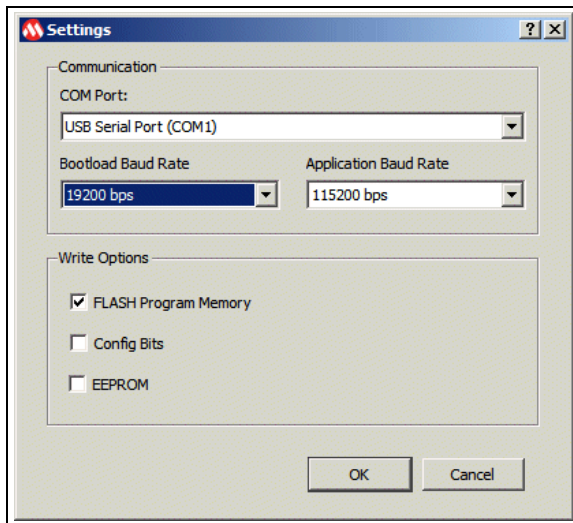 Settings
Communication
COM Port:
USB Serial Port (COM1)
Bootload Baud Rate Application Baud Rate
19200 bps 115200 bps
Write Options
FLASH Program Memory
Config Bits
EEPROM
OK Cancel